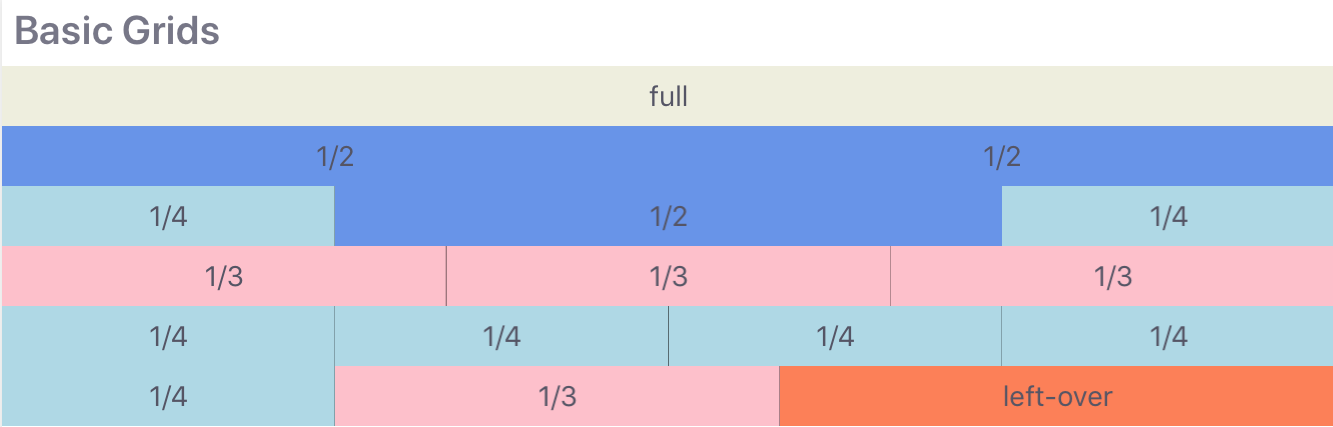 Basic Grids
full
1/2 1/2
1/4 1/2 1/4
1/3 1/3 1/3
1/4 1/4 1/4 1/4
1/4 1/3 left-over